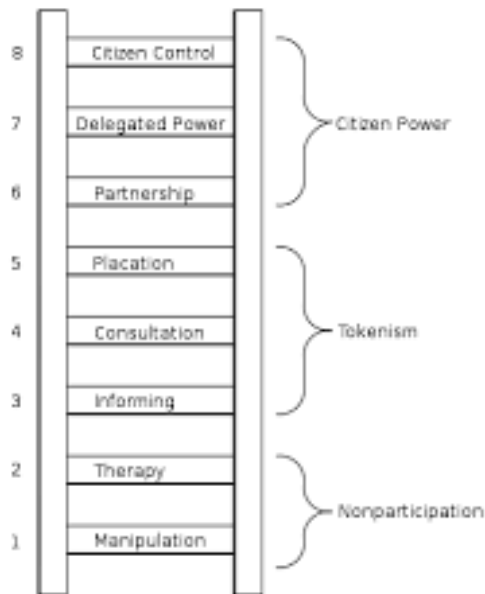 8 Citizen Control
7 Delegated Power
Citizen Power
6 Partnership
5 Placation
4 Consultation
Tokenism
3 Informing
2 Therapy
Nonparticipation
1 Manipulation